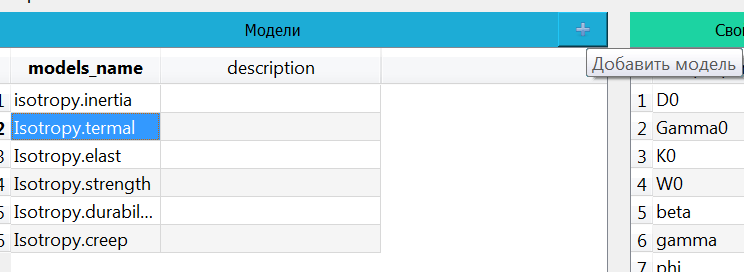 Модели +
Сво
Добавить модель
models_name description
1 isotropy.inertia
2 Isotropy.termal
3 Isotropy.elast
4 Isotropy.strength
5 Isotropy.durabil...
6 Isotropy.creep
1 D0
2 Gamma0
3 K0
4 W0
5 beta
6 gamma
7 phi